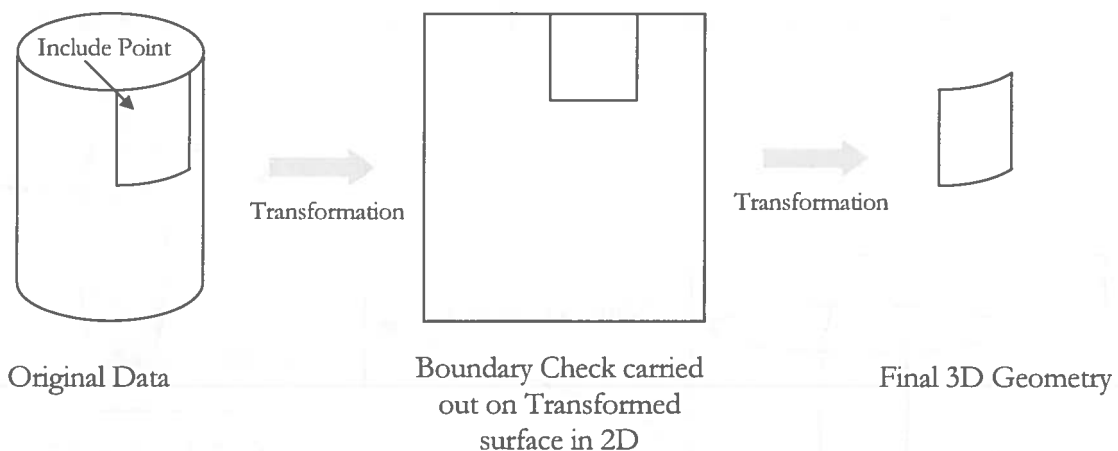 Include Point
Transformation
Transformation
Original Data
Boundary Check carried
out on Transformed
surface in 2D
Final 3D Geometry